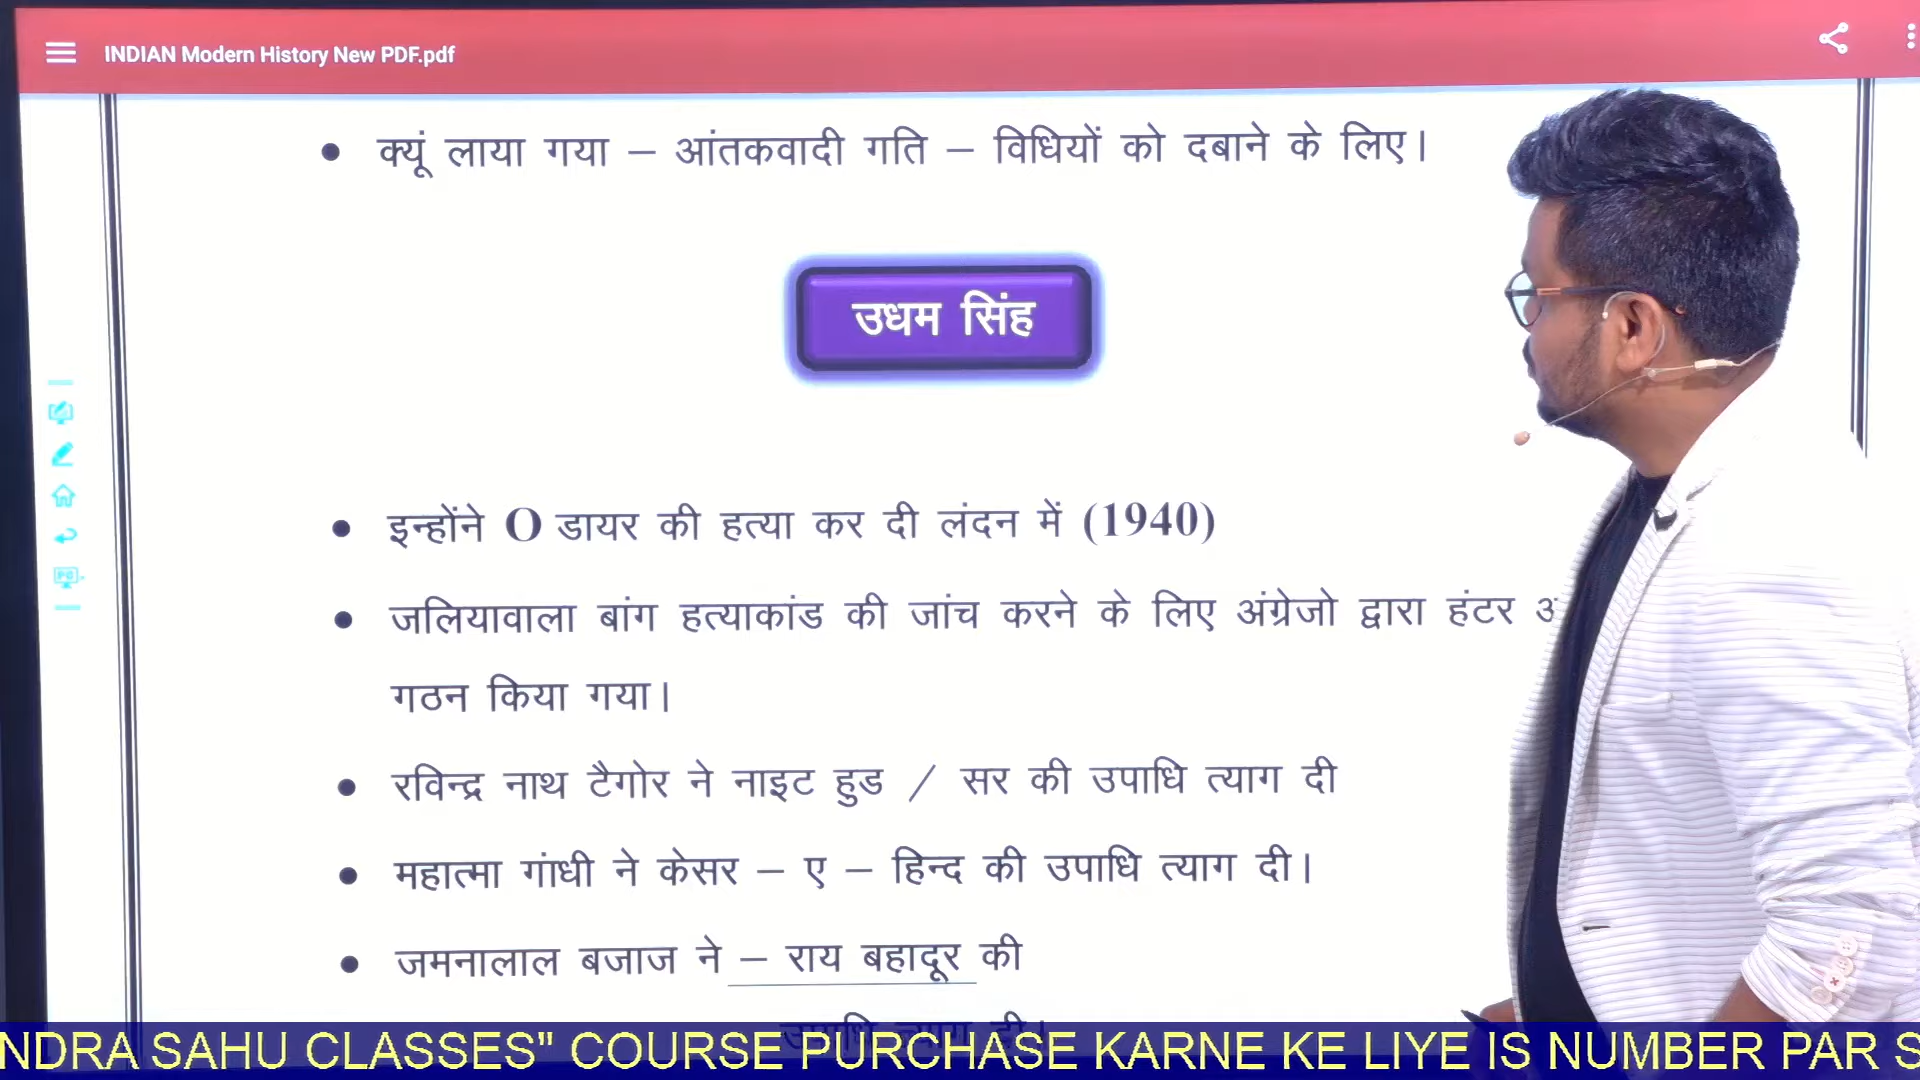 INDIAN Modern History New PDF.pdf
क्यूं लाया गया – आंतकवादी गति – विधियों को दबाने के लिए।
उधम सिंह
इन्होंने O डायर की हत्या कर दी लंदन में (1940)
जलियावाला बांग हत्याकांड की जांच करने के लिए अंग्रेजो द्वारा हंटर
गठन किया गया।
रविन्द्र नाथ टैगोर ने नाइट हुड / सर की उपाधि त्याग दी
महात्मा गांधी ने केसर – ए – हिन्द की उपाधि त्याग दी।
जमनालाल बजाज ने – राय बहादूर की
उपाधि त्याग दी।
NDRA SAHU CLASSES" COURSE PURCHASE KARNE KE LIYE IS NUMBER PAR S